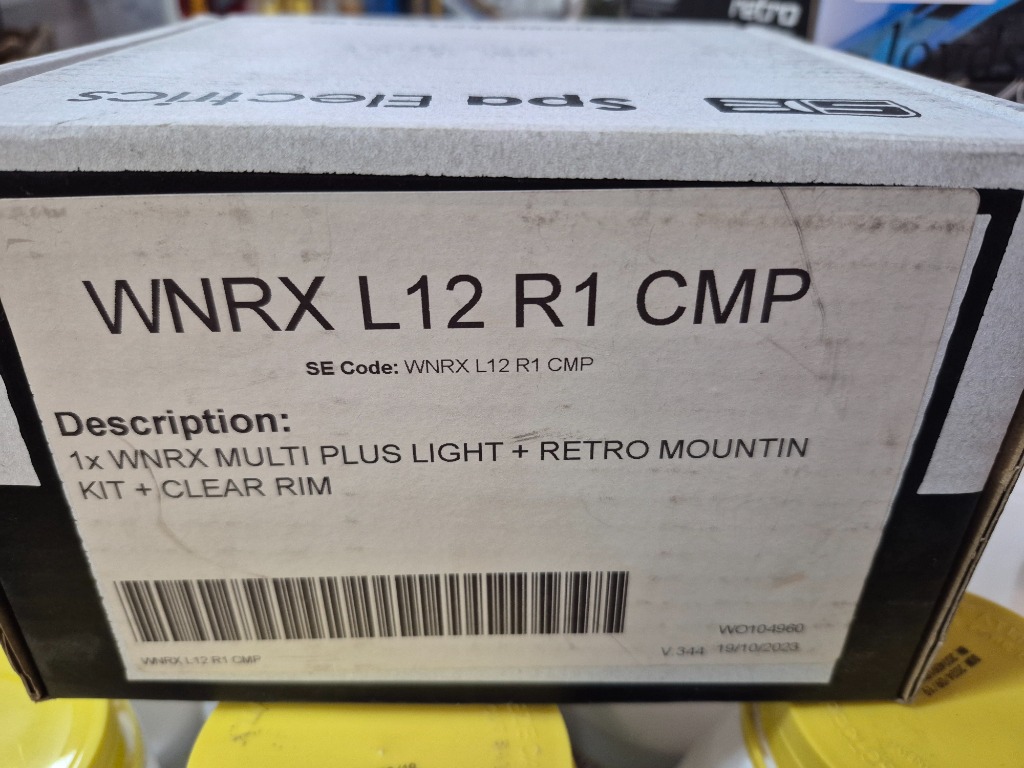 retro
Spa Electrics
WNRX L12 R1 CMP
SE Code: WNRX L12 R1 CMP
Description:
1x WNRX MULTI PLUS LIGHT + RETRO MOUNTIN
KIT + CLEAR RIM
WO104960
WNRX L12 R1 CMP
V.344 19/10/2023